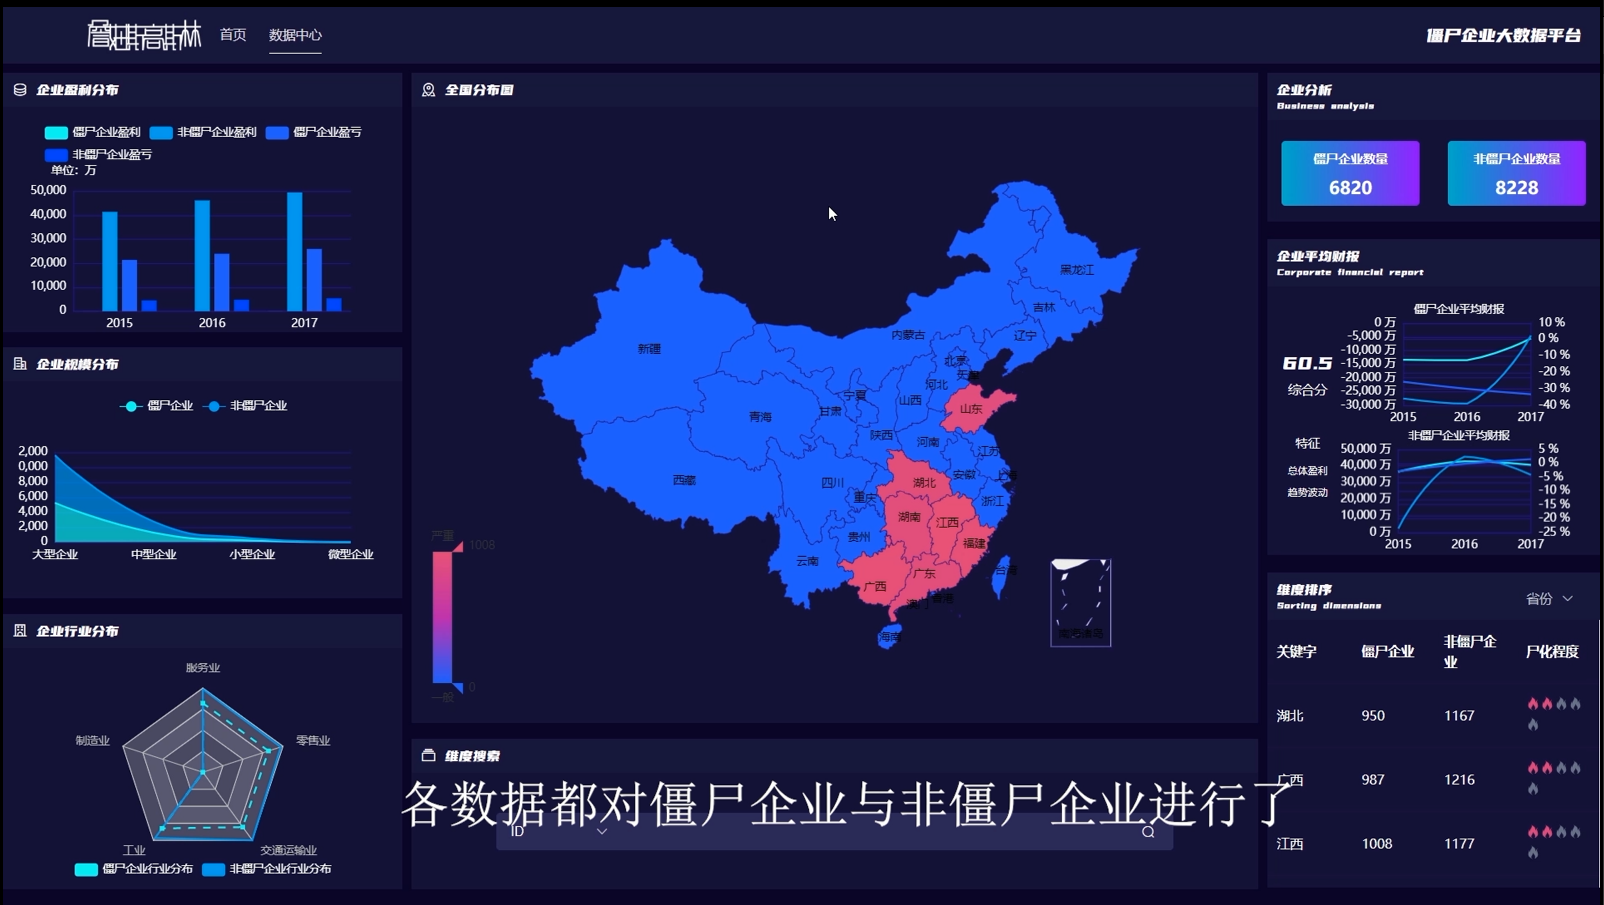 首页
数据中心
僵尸企业大数据平台
企业盈利分布
僵尸企业盈利
非僵尸企业盈利
僵尸企业盈亏
非僵尸企业盈亏
单位：万
50,000
40,000
30,000
20,000
10,000
0
2015
2016
2017
企业规模分布
僵尸企业
非僵尸企业
2,000
0,000
8,000
6,000
4,000
2,000
0
大型企业
中型企业
小型企业
微型企业
企业行业分布
服务业
制造业
零售业
工业
交通运输业
僵尸企业行业分布
非僵尸企业行业分布
全国分布图
黑龙江
吉林
辽宁
内蒙古
新疆
北京
天津
河北
山西
山东
宁夏
甘肃
青海
陕西
河南
江苏
西藏
四川
重庆
湖北
安徽
上海
浙江
湖南
江西
贵州
福建
云南
广西
广东
台湾
澳门
香港
海南
南海诸岛
严重
1008
0
一般
维度搜索
各数据都对僵尸企业与非僵尸企业进行了
ID
企业分析
Business analysis
僵尸企业数量
6820
非僵尸企业数量
8228
企业平均财报
Corporate financial report
60.5
综合分
特征
总体盈利
趋势波动
僵尸企业平均财报
0 万
-5,000 万
-10,000 万
-15,000 万
-20,000 万
-25,000 万
-30,000 万
10 %
0 %
-10 %
-20 %
-30 %
-40 %
2015
2016
2017
非僵尸企业平均财报
50,000 万
40,000 万
30,000 万
20,000 万
10,000 万
0 万
5 %
0 %
-5 %
-10 %
-15 %
-20 %
-25 %
2015
2016
2017
维度排序
Sorting dimensions
省份
关键字
僵尸企业
非僵尸企
业
尸化程度
湖北
950
1167
广西
987
1216
江西
1008
1177